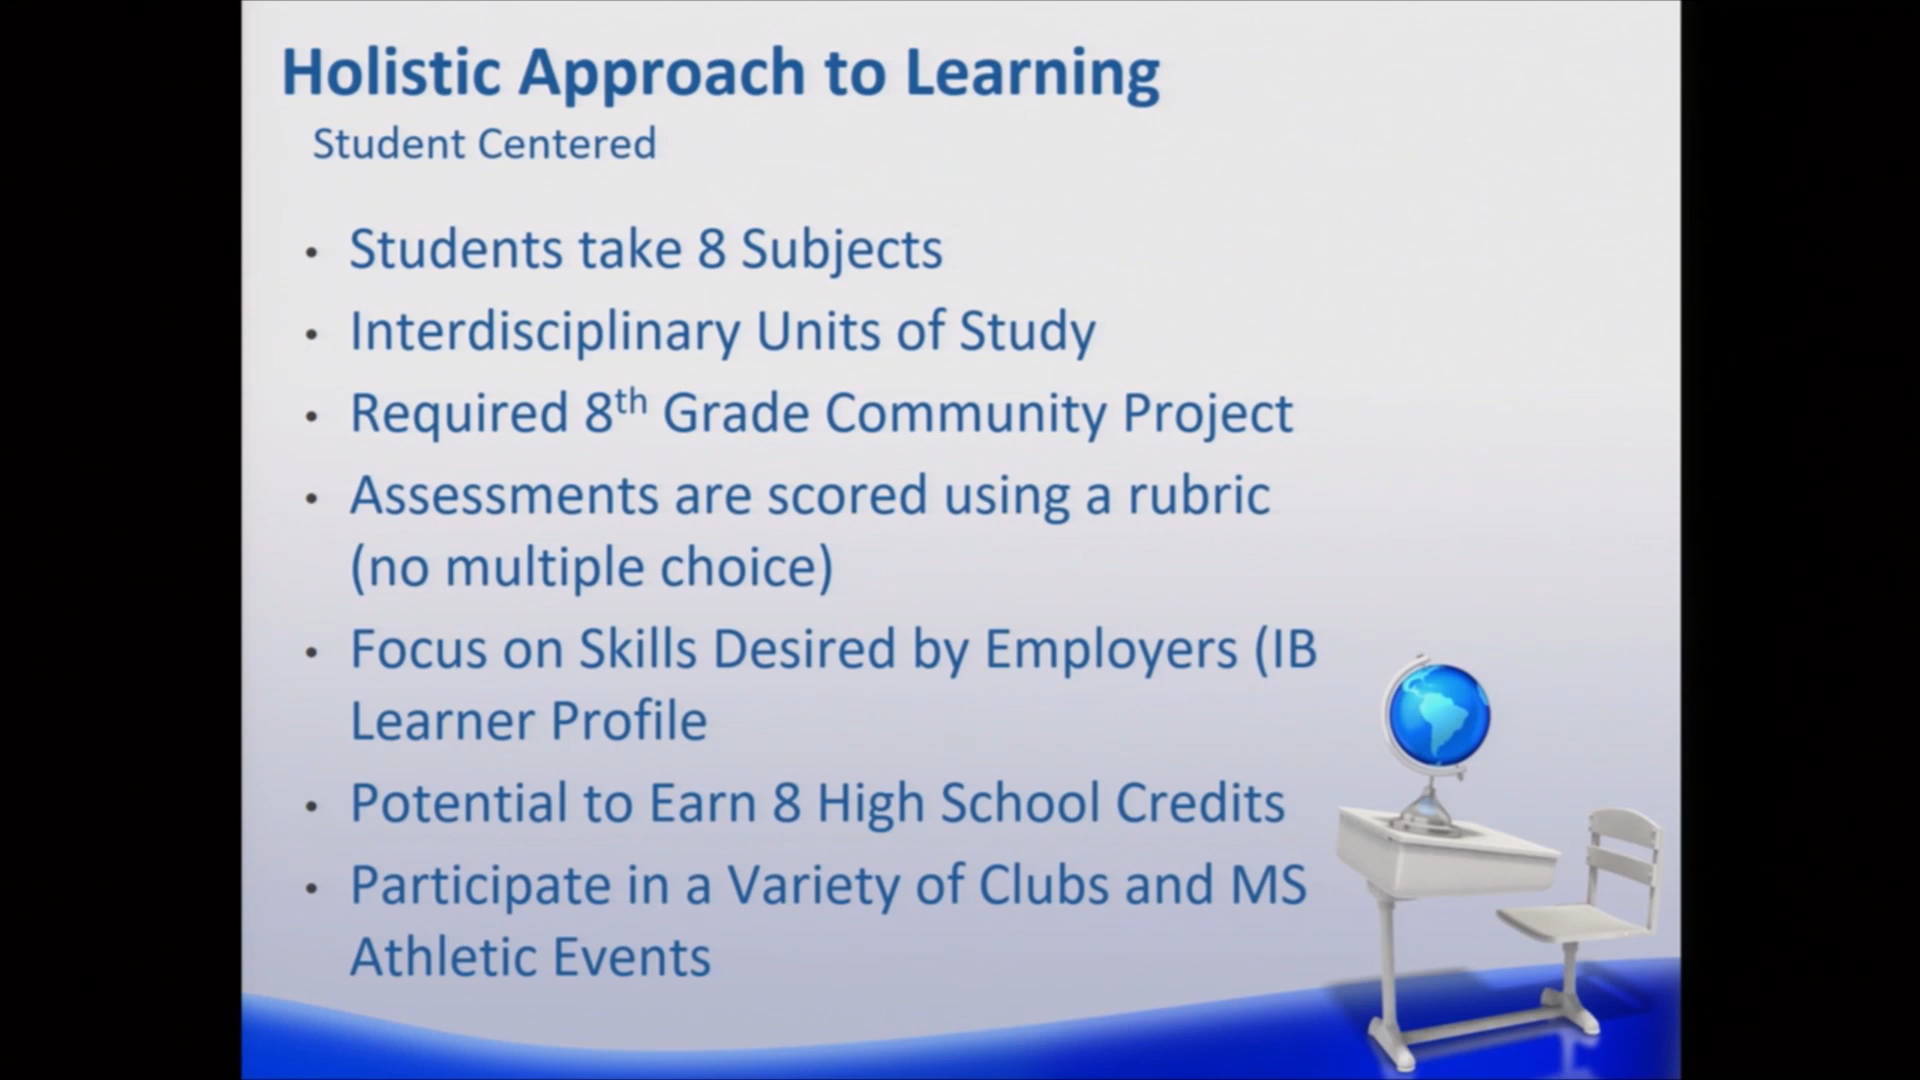 Holistic Approach to Learning
Student Centered
• Students take 8 Subjects
• Interdisciplinary Units of Study
• Required 8th Grade Community Project
• Assessments are scored using a rubric
(no multiple choice)
• Focus on Skills Desired by Employers (IB
Learner Profile
• Potential to Earn 8 High School Credits
• Participate in a Variety of Clubs and MS
Athletic Events